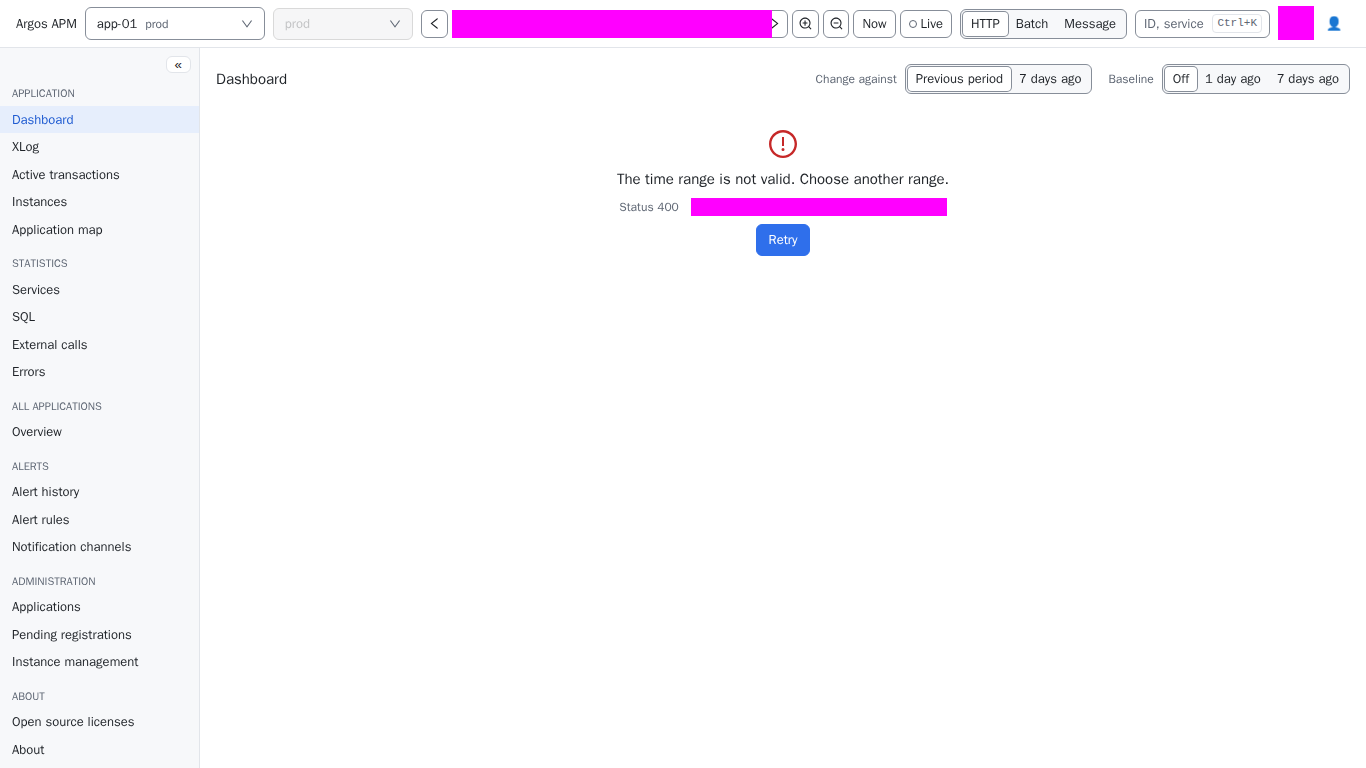 Argos APM
app-01 prod
prod
Now
Live
HTTP
Batch
Message
ID, service Ctrl+K
«
APPLICATION
Dashboard
XLog
Active transactions
Instances
Application map
STATISTICS
Services
SQL
External calls
Errors
ALL APPLICATIONS
Overview
ALERTS
Alert history
Alert rules
Notification channels
ADMINISTRATION
Applications
Pending registrations
Instance management
ABOUT
Open source licenses
About
Dashboard
Change against
Previous period
7 days ago
Baseline
Off
1 day ago
7 days ago
The time range is not valid. Choose another range.
Status 400
Retry